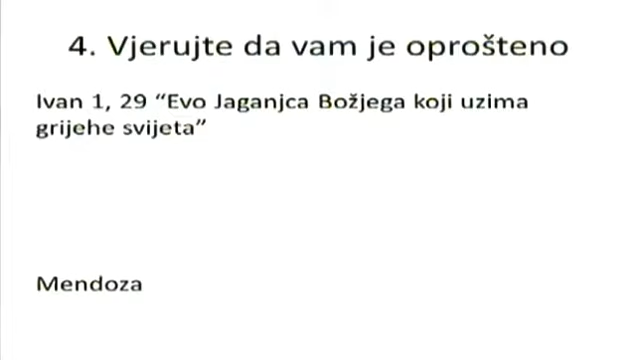 4. Vjerujte da vam je oprošteno
Ivan 1, 29 “Evo Jaganjca Božjega koji uzima
grijehe svijeta”
Mendoza